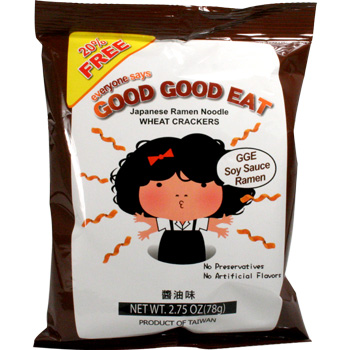 20% FREE
everyone says
GOOD GOOD EAT
Japanese Ramen Noodle
WHEAT CRACKERS
GGE
Soy Sauce
Ramen
No Preservatives
No Artificial Flavors
醬油味
NET WT. 2.75 OZ(78g)
PRODUCT OF TAIWAN